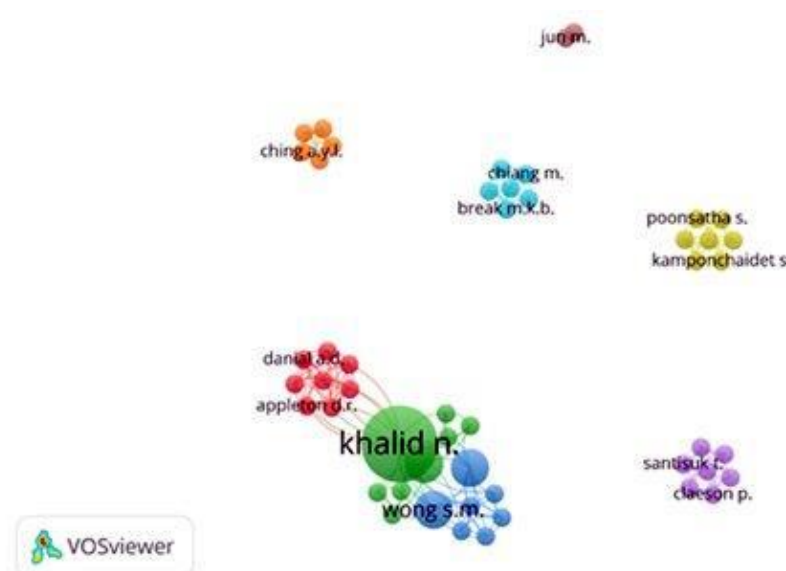 jun m.
ching a.y.l.
chiang m.
break m.k.b.
poonsatha s.
kamponchaidet s
danial a.d.
appleton d.r.
khalid n.
wong s.m.
santisuk t.
claeson p.
VOSviewer